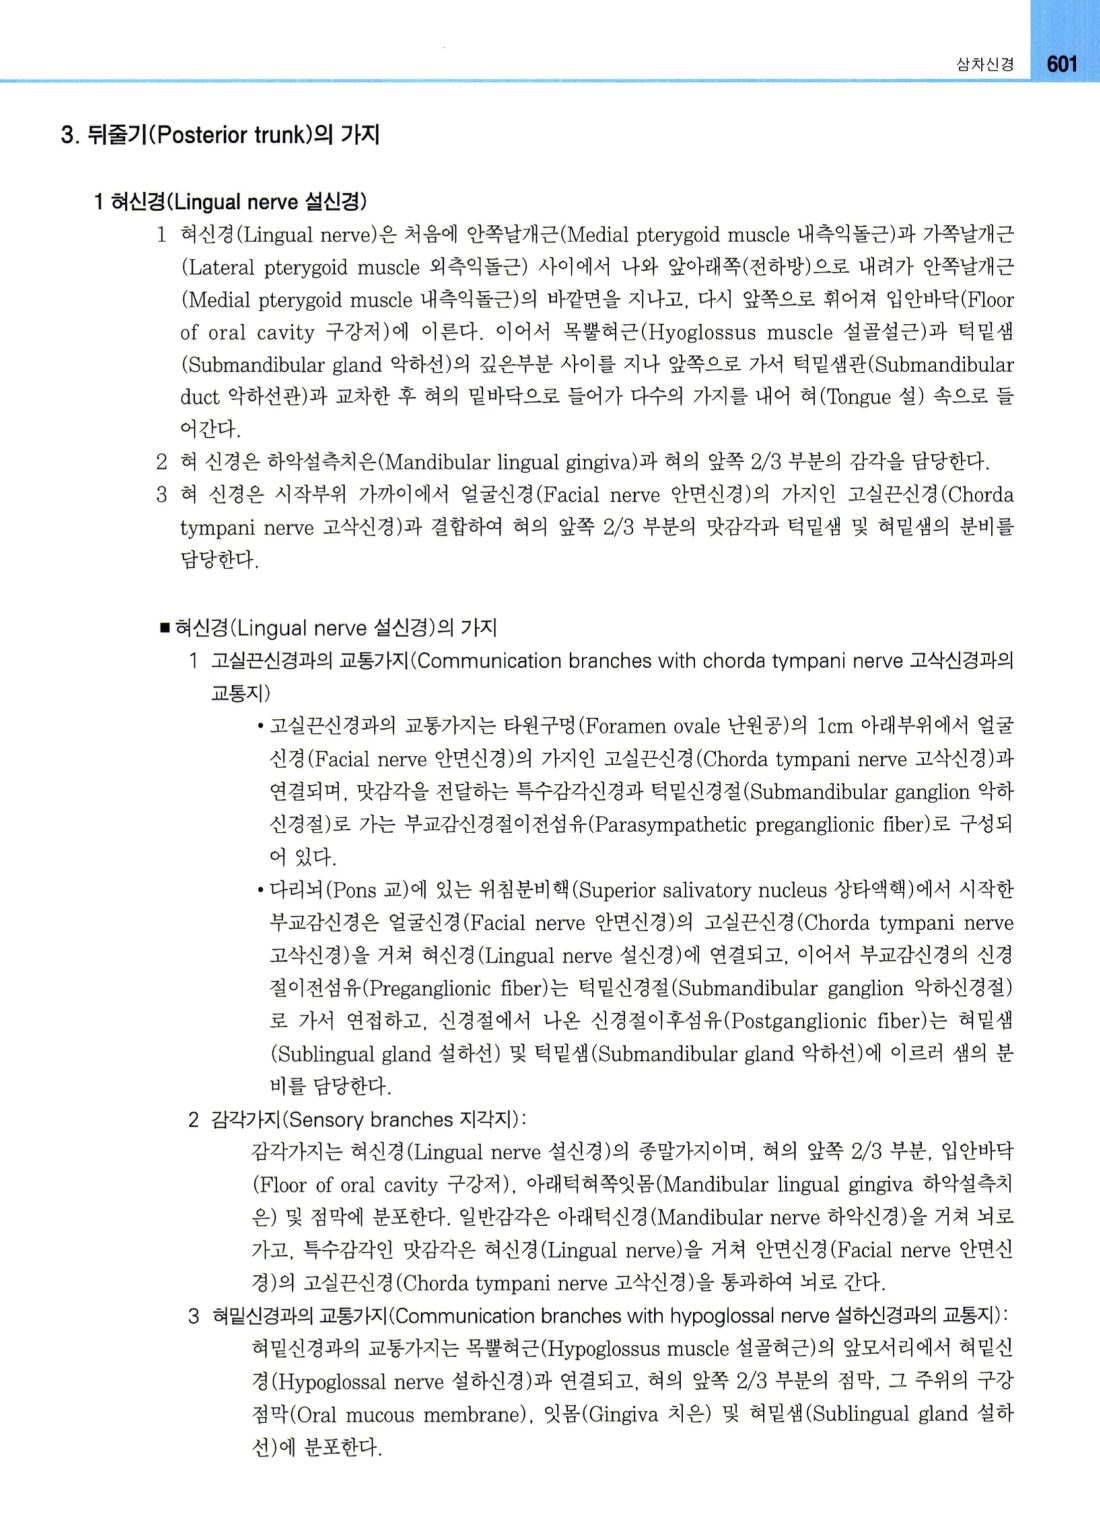 삼차신경 601
3. 뒤줄기(Posterior trunk)의 가지
1 혀신경(Lingual nerve 설신경)
1 혀신경(Lingual nerve)은 처음에 안쪽날개근(Medial pterygoid muscle 내측익돌근)과 가쪽날개근
(Lateral pterygoid muscle 외측익돌근) 사이에서 나와 앞아래쪽(전하방)으로 내려가 안쪽날개근
(Medial pterygoid muscle 내측익돌근)의 바깥면을 지나고, 다시 앞쪽으로 휘어져 입안바닥(Floor
of oral cavity 구강저)에 이른다. 이어서 목뿔혀근(Hyoglossus muscle 설골설근)과 턱밑샘
(Submandibular gland 악하선)의 깊은부분 사이를 지나 앞쪽으로 가서 턱밑샘관(Submandibular
duct 악하선관)과 교차한 후 혀의 밑바닥으로 들어가 다수의 가지를 내어 혀(Tongue 설) 속으로 들
어간다.
2 혀 신경은 하악설측치은(Mandibular lingual gingiva)과 혀의 앞쪽 2/3 부분의 감각을 담당한다.
3 혀 신경은 시작부위 가까이에서 얼굴신경(Facial nerve 안면신경)의 가지인 고실끈신경(Chorda
tympani nerve 고삭신경)과 결합하여 혀의 앞쪽 2/3 부분의 맛감각과 턱밑샘 및 혀밑샘의 분비를
담당한다.
■ 혀신경(Lingual nerve 설신경)의 가지
1 고실끈신경과의 교통가지(Communication branches with chorda tympani nerve 고삭신경과의
교통지)
• 고실끈신경과의 교통가지는 타원구멍(Foramen ovale 난원공)의 1cm 아래부위에서 얼굴
신경(Facial nerve 안면신경)의 가지인 고실끈신경(Chorda tympani nerve 고삭신경)과
연결되며, 맛감각을 전달하는 특수감각신경과 턱밑신경절(Submandibular ganglion 악하
신경절)로 가는 부교감신경절이전섬유(Parasympathetic preganglionic fiber)로 구성되
어 있다.
• 다리뇌(Pons 교)에 있는 위침분비핵(Superior salivatory nucleus 상타액핵)에서 시작한
부교감신경은 얼굴신경(Facial nerve 안면신경)의 고실끈신경(Chorda tympani nerve
고삭신경)을 거쳐 혀신경(Lingual nerve 설신경)에 연결되고, 이어서 부교감신경의 신경
절이전섬유(Preganglionic fiber)는 턱밑신경절(Submandibular ganglion 악하신경절)
로 가서 연접하고, 신경절에서 나온 신경절이후섬유(Postganglionic fiber)는 혀밑샘
(Sublingual gland 설하선) 및 턱밑샘(Submandibular gland 악하선)에 이르러 샘의 분
비를 담당한다.
2 감각가지(Sensory branches 지각지):
감각가지는 혀신경(Lingual nerve 설신경)의 종말가지이며, 혀의 앞쪽 2/3 부분, 입안바닥
(Floor of oral cavity 구강저), 아래턱혀쪽잇몸(Mandibular lingual gingiva 하악설측치
은) 및 점막에 분포한다. 일반감각은 아래턱신경(Mandibular nerve 하악신경)을 거쳐 뇌로
가고, 특수감각인 맛감각은 혀신경(Lingual nerve)을 거쳐 안면신경(Facial nerve 안면신
경)의 고실끈신경(Chorda tympani nerve 고삭신경)을 통과하여 뇌로 간다.
3 혀밑신경과의 교통가지(Communication branches with hypoglossal nerve 설하신경과의 교통지):
혀밑신경과의 교통가지는 목뿔혀근(Hypoglossus muscle 설골혀근)의 앞모서리에서 혀밑신
경(Hypoglossal nerve 설하신경)과 연결되고, 혀의 앞쪽 2/3 부분의 점막, 그 주위의 구강
점막(Oral mucous membrane), 잇몸(Gingiva 치은) 및 혀밑샘(Sublingual gland 설하
선)에 분포한다.